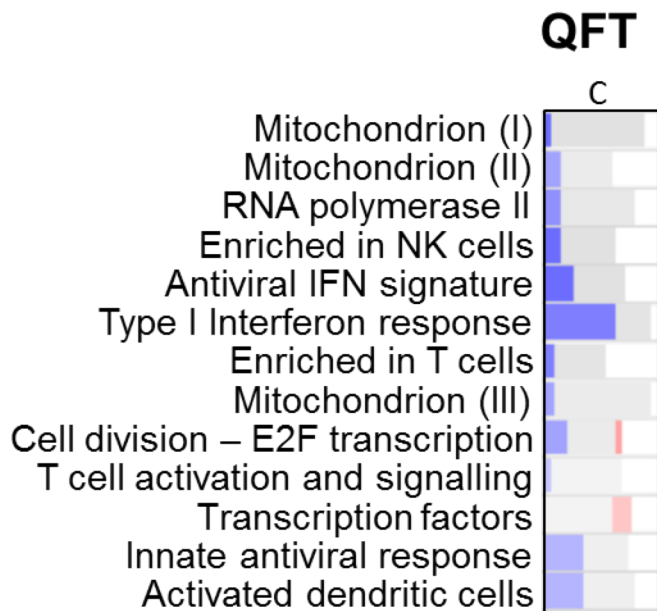 QFT
C
Mitochondrion (I)
Mitochondrion (II)
RNA polymerase II
Enriched in NK cells
Antiviral IFN signature
Type I Interferon response
Enriched in T cells
Mitochondrion (III)
Cell division – E2F transcription
T cell activation and signalling
Transcription factors
Innate antiviral response
Activated dendritic cells